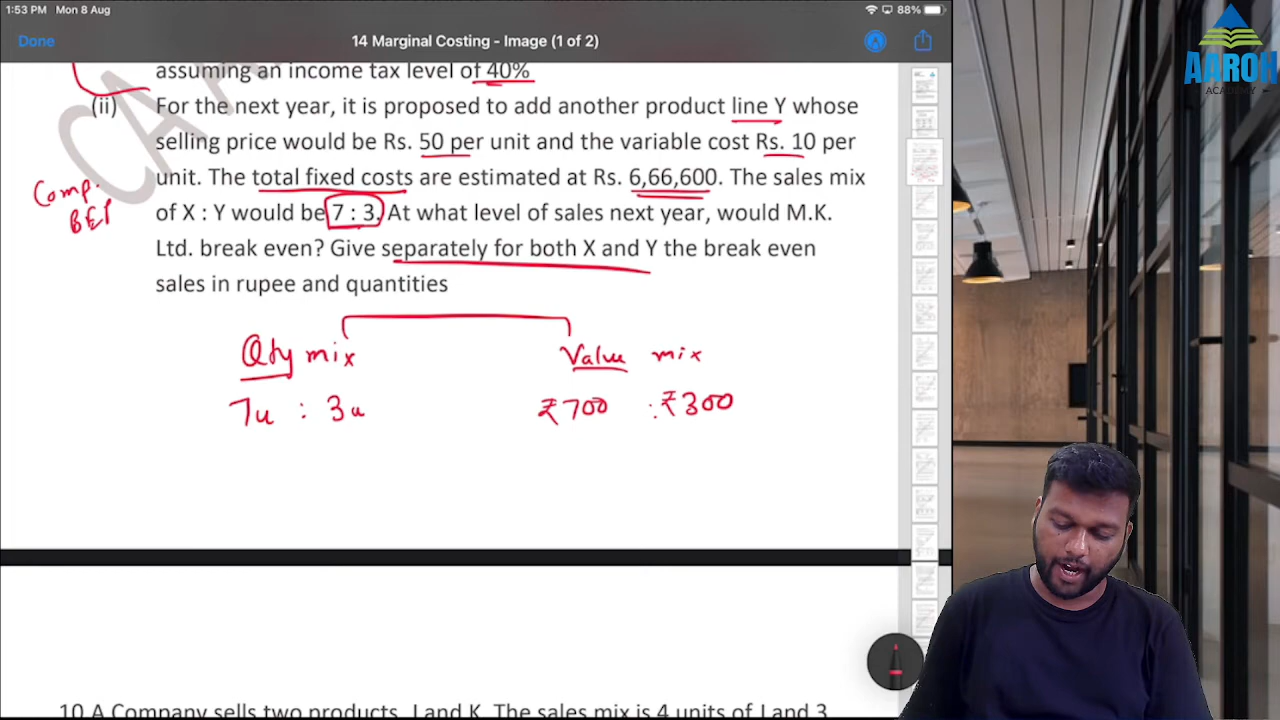 1:53 PM Mon 8 Aug
88%
Done
14 Marginal Costing - Image (1 of 2)
AAROH
ACADEMY
assuming an income tax level of 40%
(ii) For the next year, it is proposed to add another product line Y whose
selling price would be Rs. 50 per unit and the variable cost Rs. 10 per
unit. The total fixed costs are estimated at Rs. 6,66,600. The sales mix
of X : Y would be 7 : 3. At what level of sales next year, would M.K.
Ltd. break even? Give separately for both X and Y the break even
sales in rupee and quantities
Comp.
BEP
Qty mix
Value mix
7u : 3u
₹700 : ₹300
10 A Company sells two products, J and K. The sales mix is 4 units of J and 3